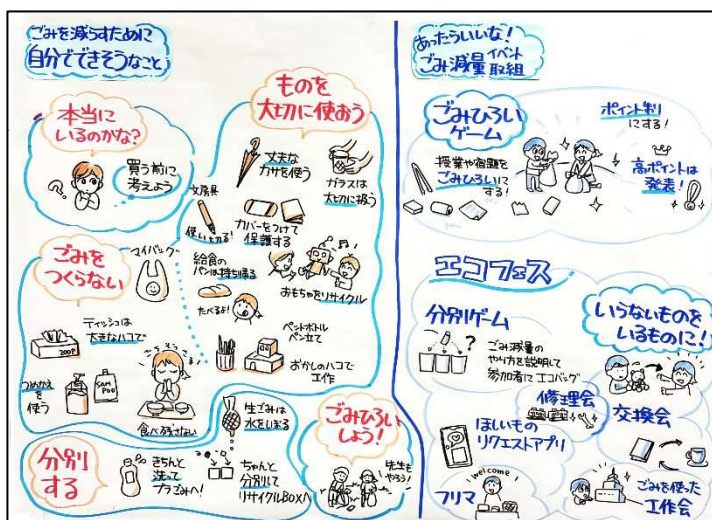 ごみを減らすために
自分でできそうなこと
本当に
いるのかな?
買う前に
考えよう
ものを
大切に使おう
丈夫な
カサを使う
ガラスは
大切に扱う
文房具
使い切る!
カバーをつけて
保護する
給食の
パンは持ち帰る
たべるぞ!
おもちゃをリサイクル
ペットボトル
ペン立て
おかしのハコで
工作
ごみを
つくらない
マイバッグ
ティッシュは
大きなハコで
200P
つめかえを
使う
SAM
POO
ごちそうさま
食べ残さない
分別
する
きちんと
洗って
プラごみへ!
生ごみは
水をしぼる
ちゃんと
分別して
リサイクルBOXへ
ごみひろい
しよう!
先生も
やろう!
あったらいいな!
ごみ減量
イベント
取組
ごみひろい
ゲーム
授業や宿題を
ごみひろいに
する!
ポイント制
にする!
高ポイントは
発表!
エコフェス
分別ゲーム
?
ごみ減量の
やり方を説明して
参加者にエコバッグ
いらないものを
いるものに!
修理会
交換会
ほしいもの
リクエストアプリ
welcome
フリマ
ごみを使った
工作会